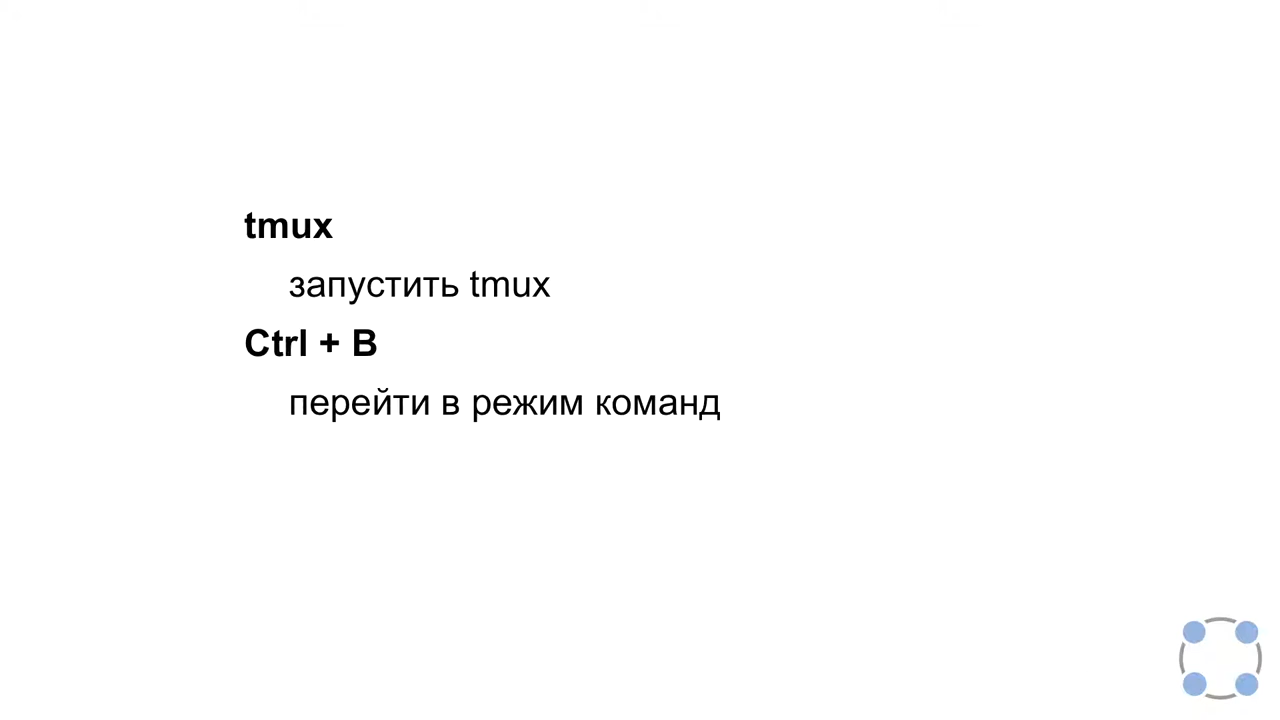 tmux
запустить tmux
Ctrl + B
перейти в режим команд